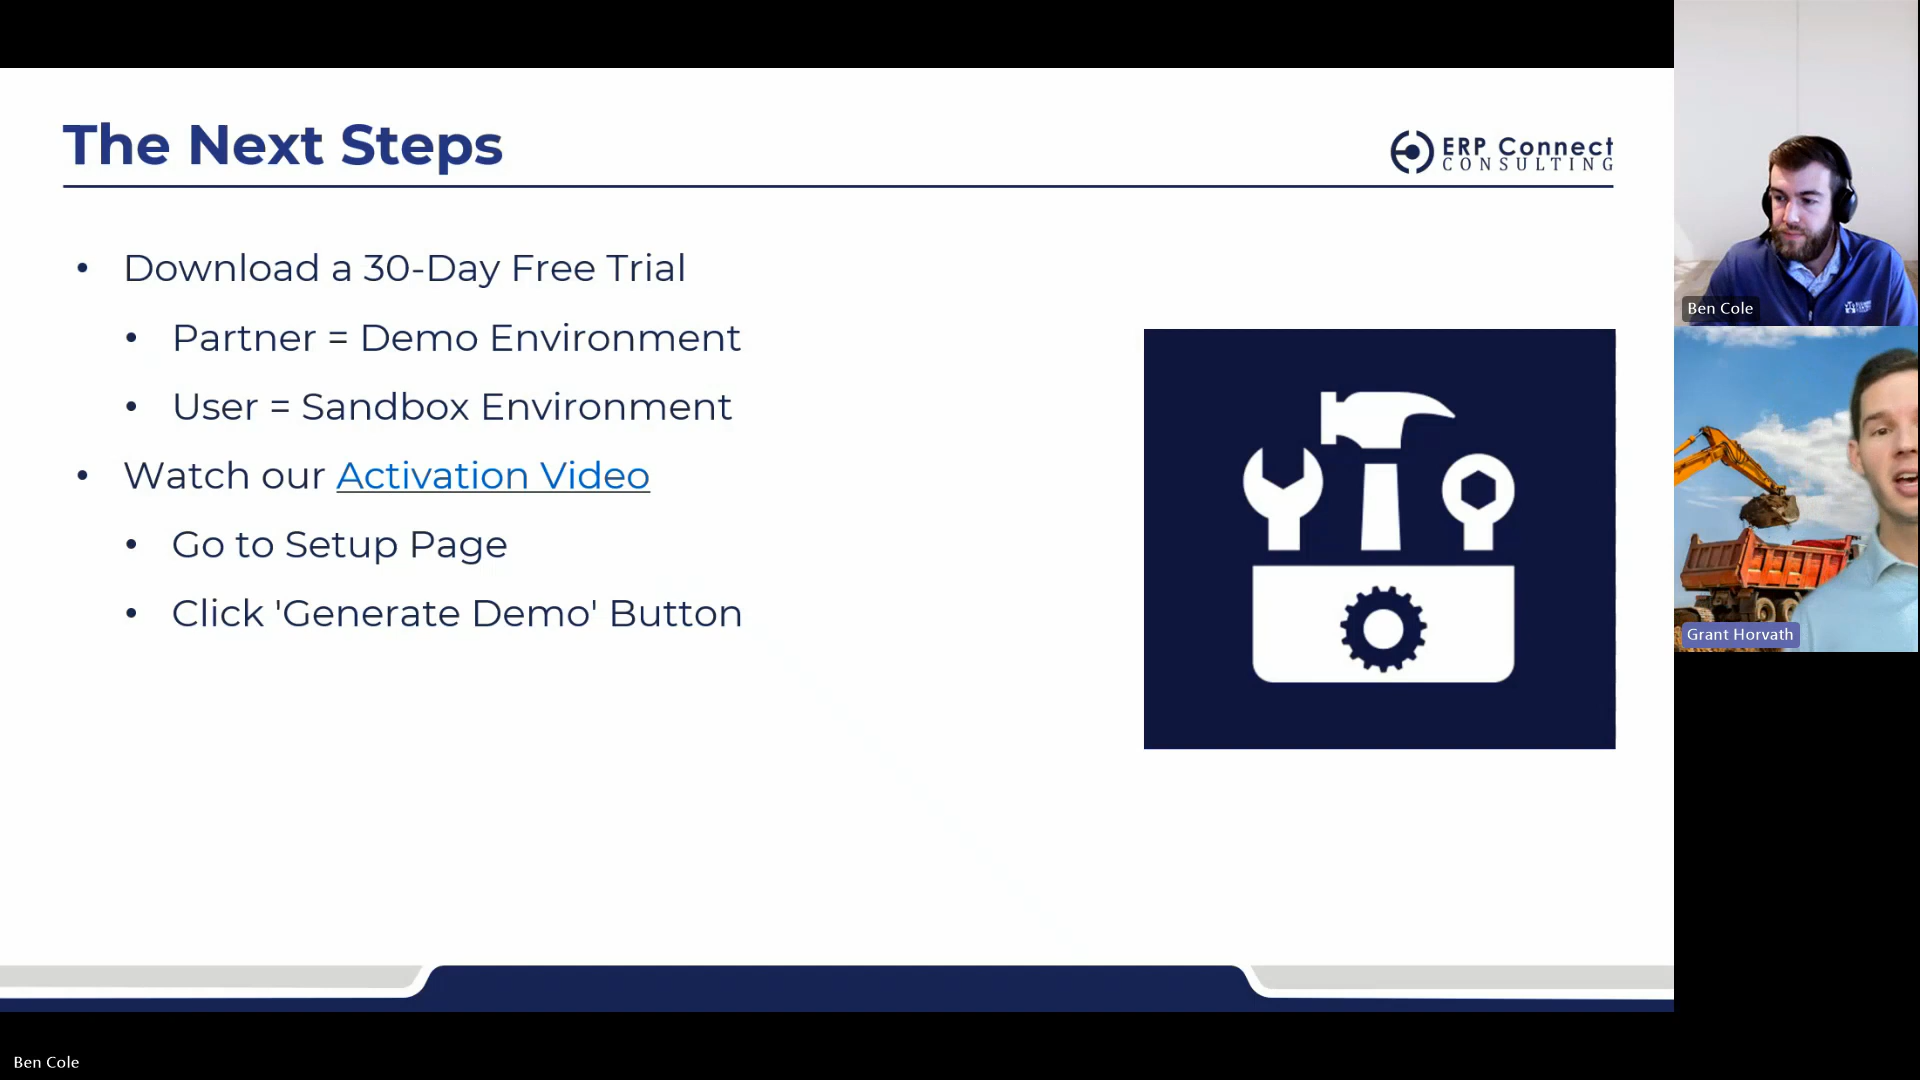 The Next Steps
ERP Connect
CONSULTING
• Download a 30-Day Free Trial
• Partner = Demo Environment
• User = Sandbox Environment
• Watch our Activation Video
• Go to Setup Page
• Click 'Generate Demo' Button
Ben Cole
Grant Horvath
Ben Cole